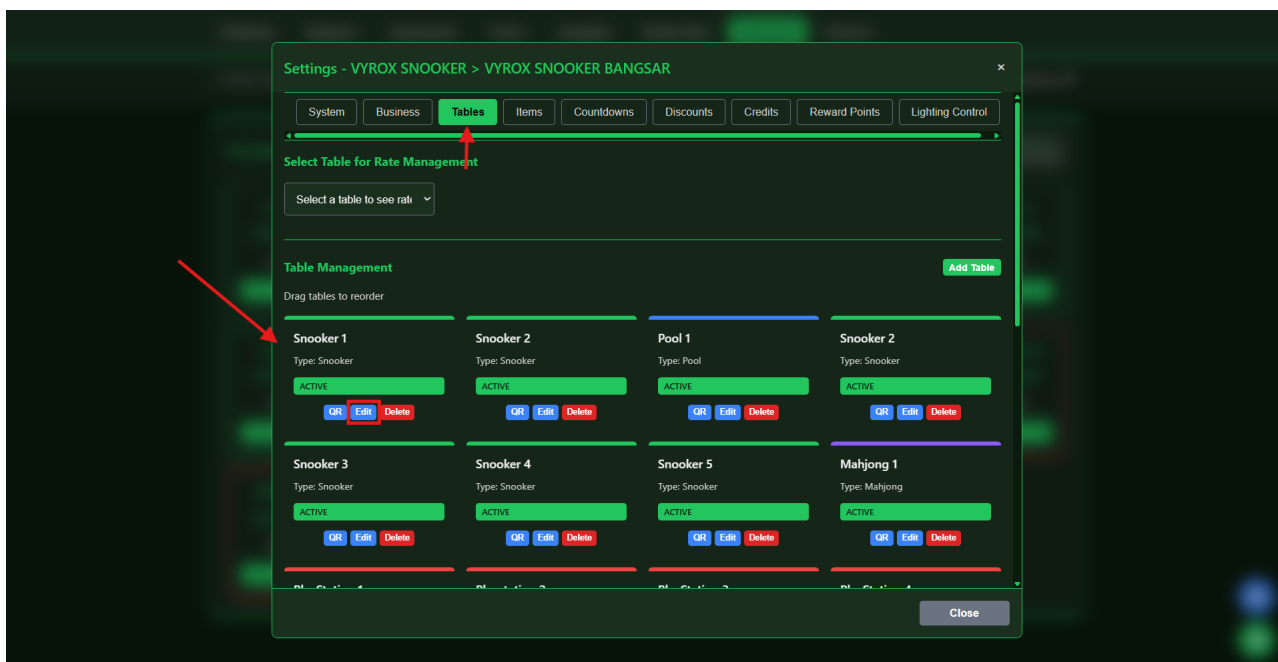 Settings - VYROX SNOOKER > VYROX SNOOKER BANGSAR ×
System Business Tables Items Countdowns Discounts Credits Reward Points Lighting Control
Select Table for Rate Management
Select a table to see rat
Table Management Add Table
Drag tables to reorder
Snooker 1 Snooker 2 Pool 1 Snooker 2
Type: Snooker Type: Snooker Type: Pool Type: Snooker
ACTIVE ACTIVE ACTIVE ACTIVE
QR Edit Delete QR Edit Delete QR Edit Delete QR Edit Delete
Snooker 3 Snooker 4 Snooker 5 Mahjong 1
Type: Snooker Type: Snooker Type: Snooker Type: Mahjong
ACTIVE ACTIVE ACTIVE ACTIVE
QR Edit Delete QR Edit Delete QR Edit Delete QR Edit Delete
Close